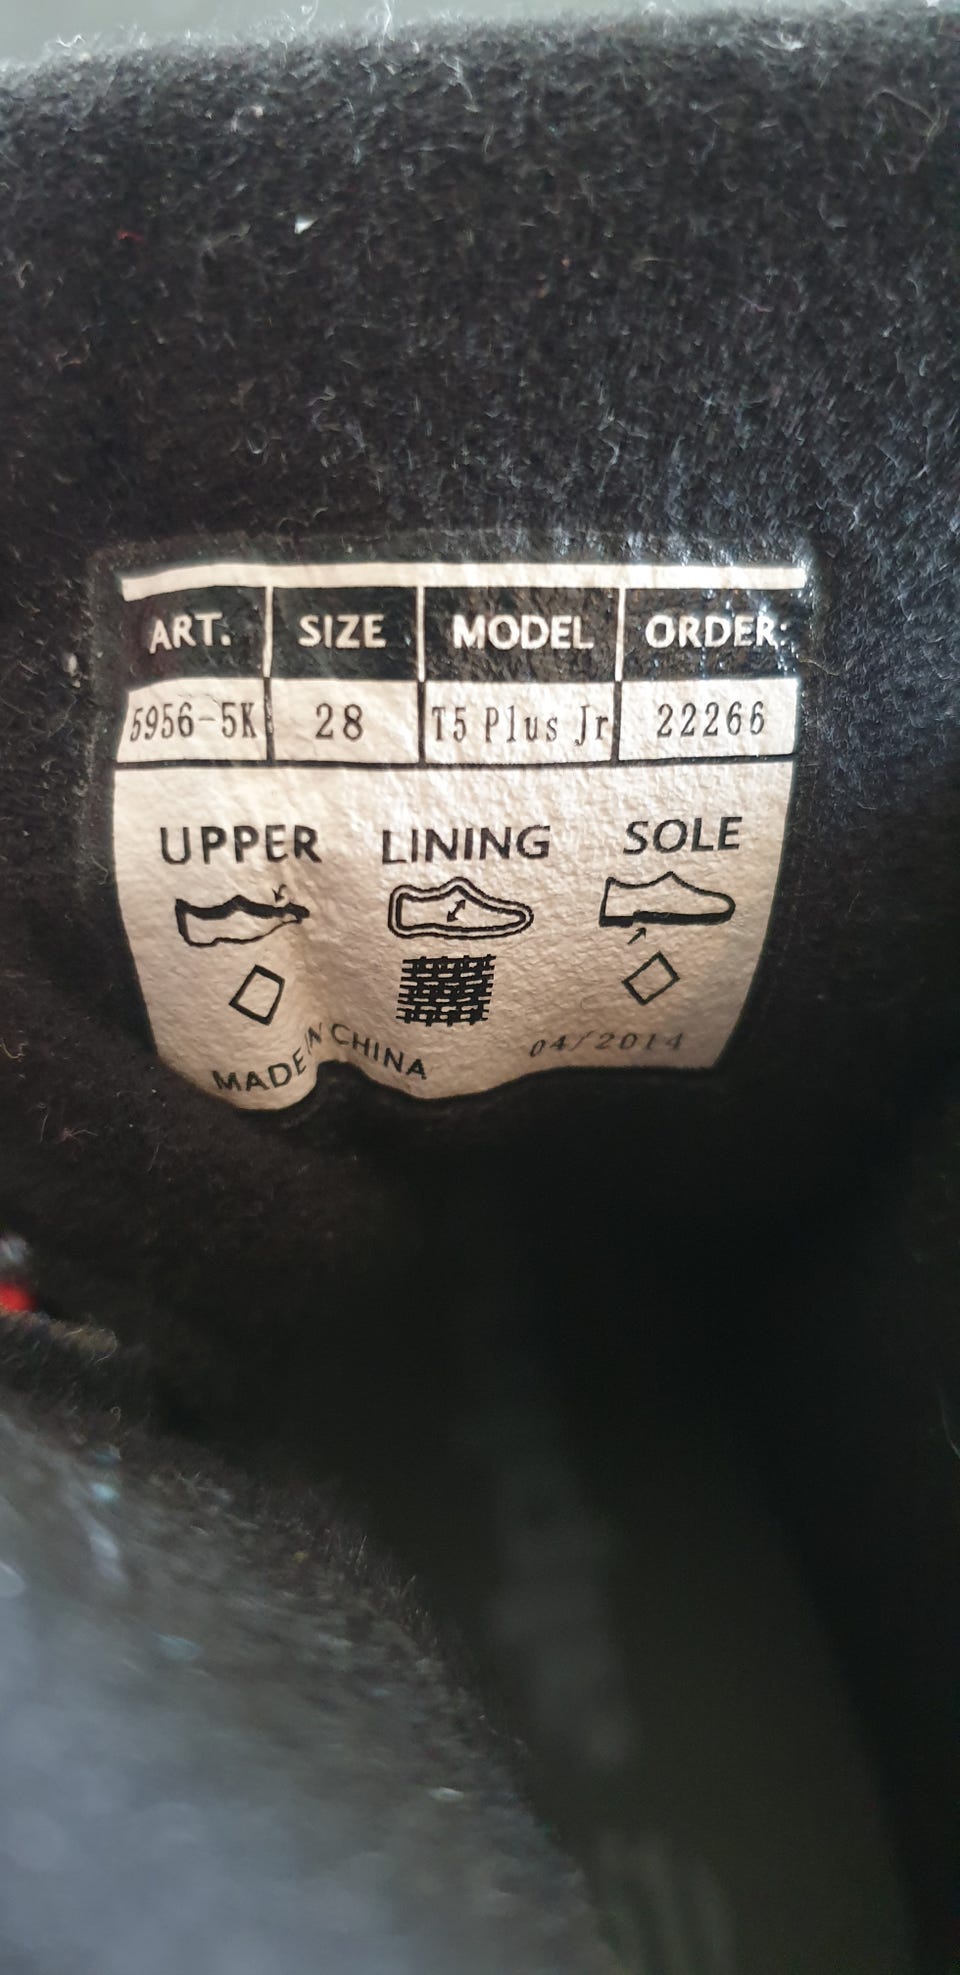 ART. SIZE MODEL ORDER:
5956-5K 28 T5 Plus Jr 22266
UPPER LINING SOLE
MADE IN CHINA 04/2014